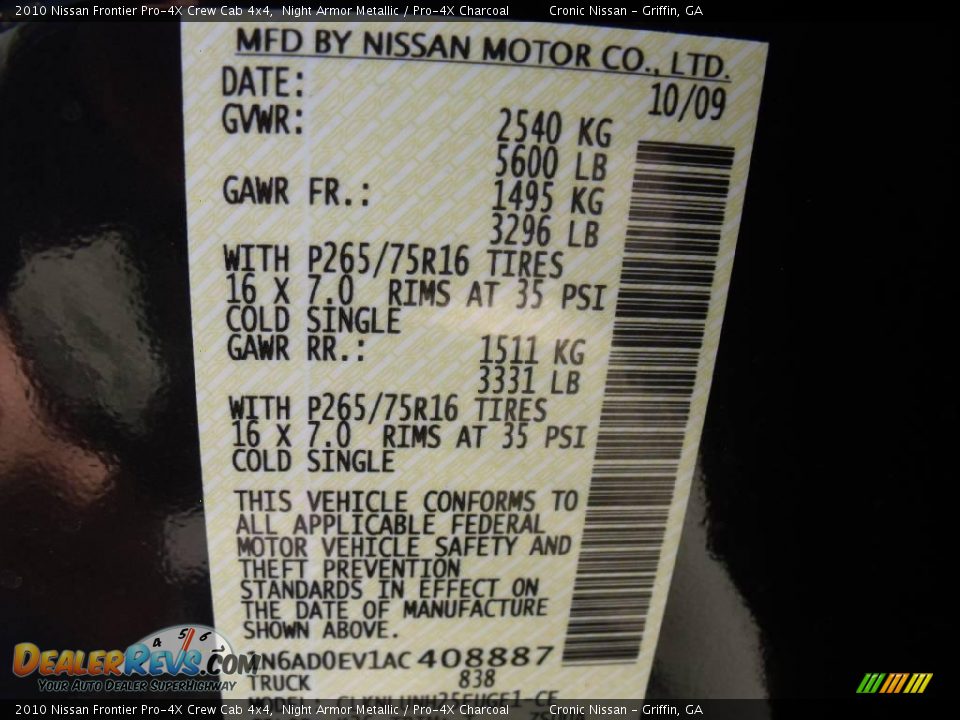 2010 Nissan Frontier Pro-4X Crew Cab 4x4, Night Armor Metallic / Pro-4X Charcoal Cronic Nissan - Griffin, GA
MFD BY NISSAN MOTOR CO., LTD.
DATE: 10/09
GVWR: 2540 KG
5600 LB
GAWR FR.: 1495 KG
3296 LB
WITH P265/75R16 TIRES
16 X 7.0 RIMS AT 35 PSI
COLD SINGLE
GAWR RR.: 1511 KG
3331 LB
WITH P265/75R16 TIRES
16 X 7.0 RIMS AT 35 PSI
COLD SINGLE
THIS VEHICLE CONFORMS TO
ALL APPLICABLE FEDERAL
MOTOR VEHICLE SAFETY AND
THEFT PREVENTION
STANDARDS IN EFFECT ON
THE DATE OF MANUFACTURE
SHOWN ABOVE.
N6AD0EV1AC408887
TRUCK 838
4 5 6
DEALERREVS.COM
YOUR AUTO DEALER SUPERHIGHWAY
2010 Nissan Frontier Pro-4X Crew Cab 4x4, Night Armor Metallic / Pro-4X Charcoal Cronic Nissan - Griffin, GA